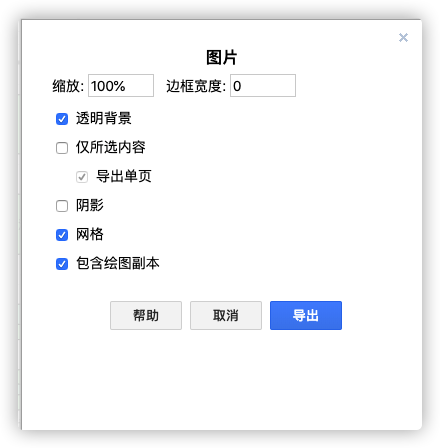 图片
缩放: 100% 边框宽度: 0
透明背景
仅所选内容
导出单页
阴影
网格
包含绘图副本
帮助 取消 导出